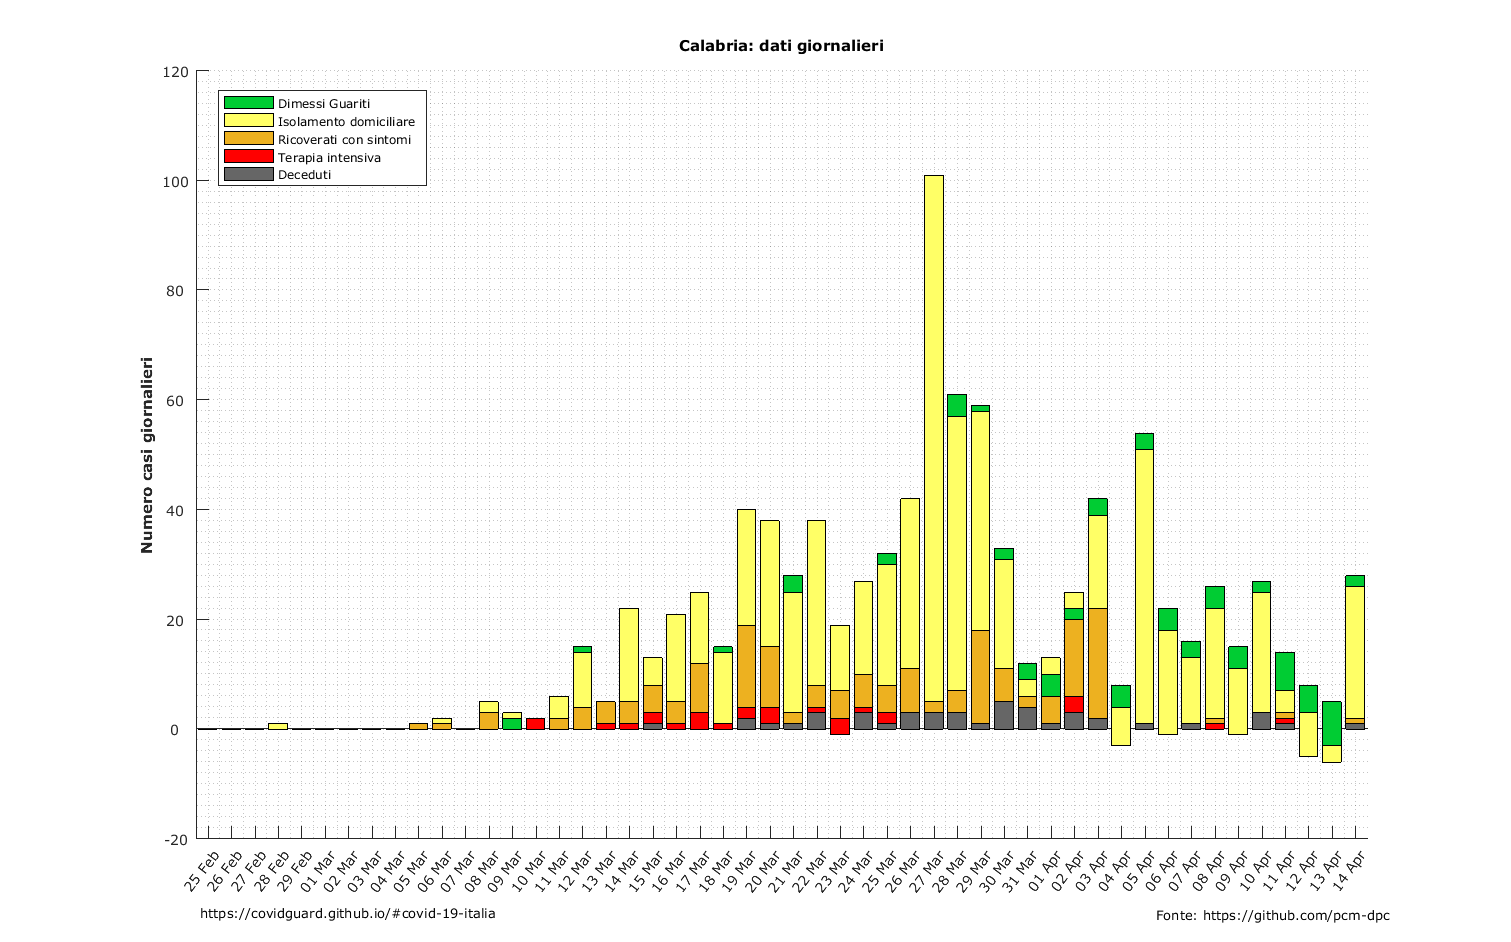 Calabria: dati giornalieri
120
100
80
60
40
20
0
-20
Numero casi giornalieri
Dimessi Guariti
Isolamento domiciliare
Ricoverati con sintomi
Terapia intensiva
Deceduti
25 Feb
26 Feb
27 Feb
28 Feb
29 Feb
01 Mar
02 Mar
03 Mar
04 Mar
05 Mar
06 Mar
07 Mar
08 Mar
09 Mar
10 Mar
11 Mar
12 Mar
13 Mar
14 Mar
15 Mar
16 Mar
17 Mar
18 Mar
19 Mar
20 Mar
21 Mar
22 Mar
23 Mar
24 Mar
25 Mar
26 Mar
27 Mar
28 Mar
29 Mar
30 Mar
31 Mar
01 Apr
02 Apr
03 Apr
04 Apr
05 Apr
06 Apr
07 Apr
08 Apr
09 Apr
10 Apr
11 Apr
12 Apr
13 Apr
14 Apr
https://covidguard.github.io/#covid-19-italia
Fonte: https://github.com/pcm-dpc